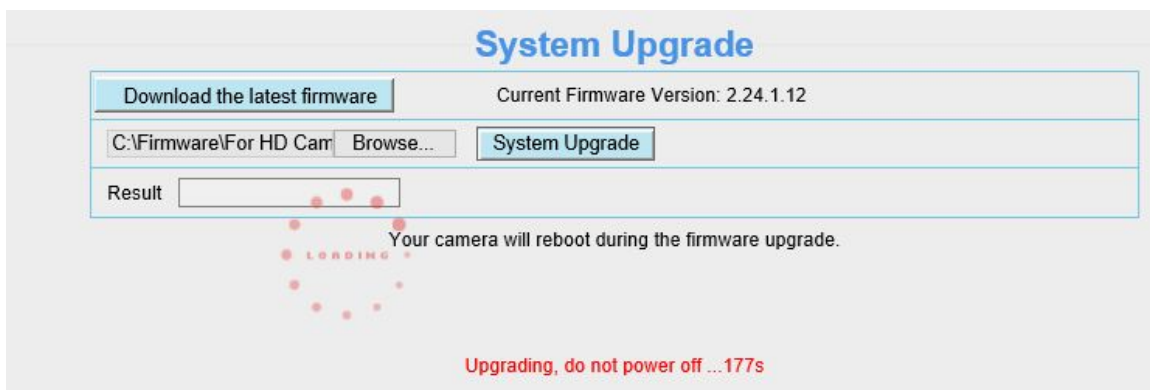 System Upgrade
Download the latest firmware
Current Firmware Version: 2.24.1.12
C:\Firmware\For HD Cam
Browse...
System Upgrade
Result
Your camera will reboot during the firmware upgrade.
LOADING
Upgrading, do not power off ...177s